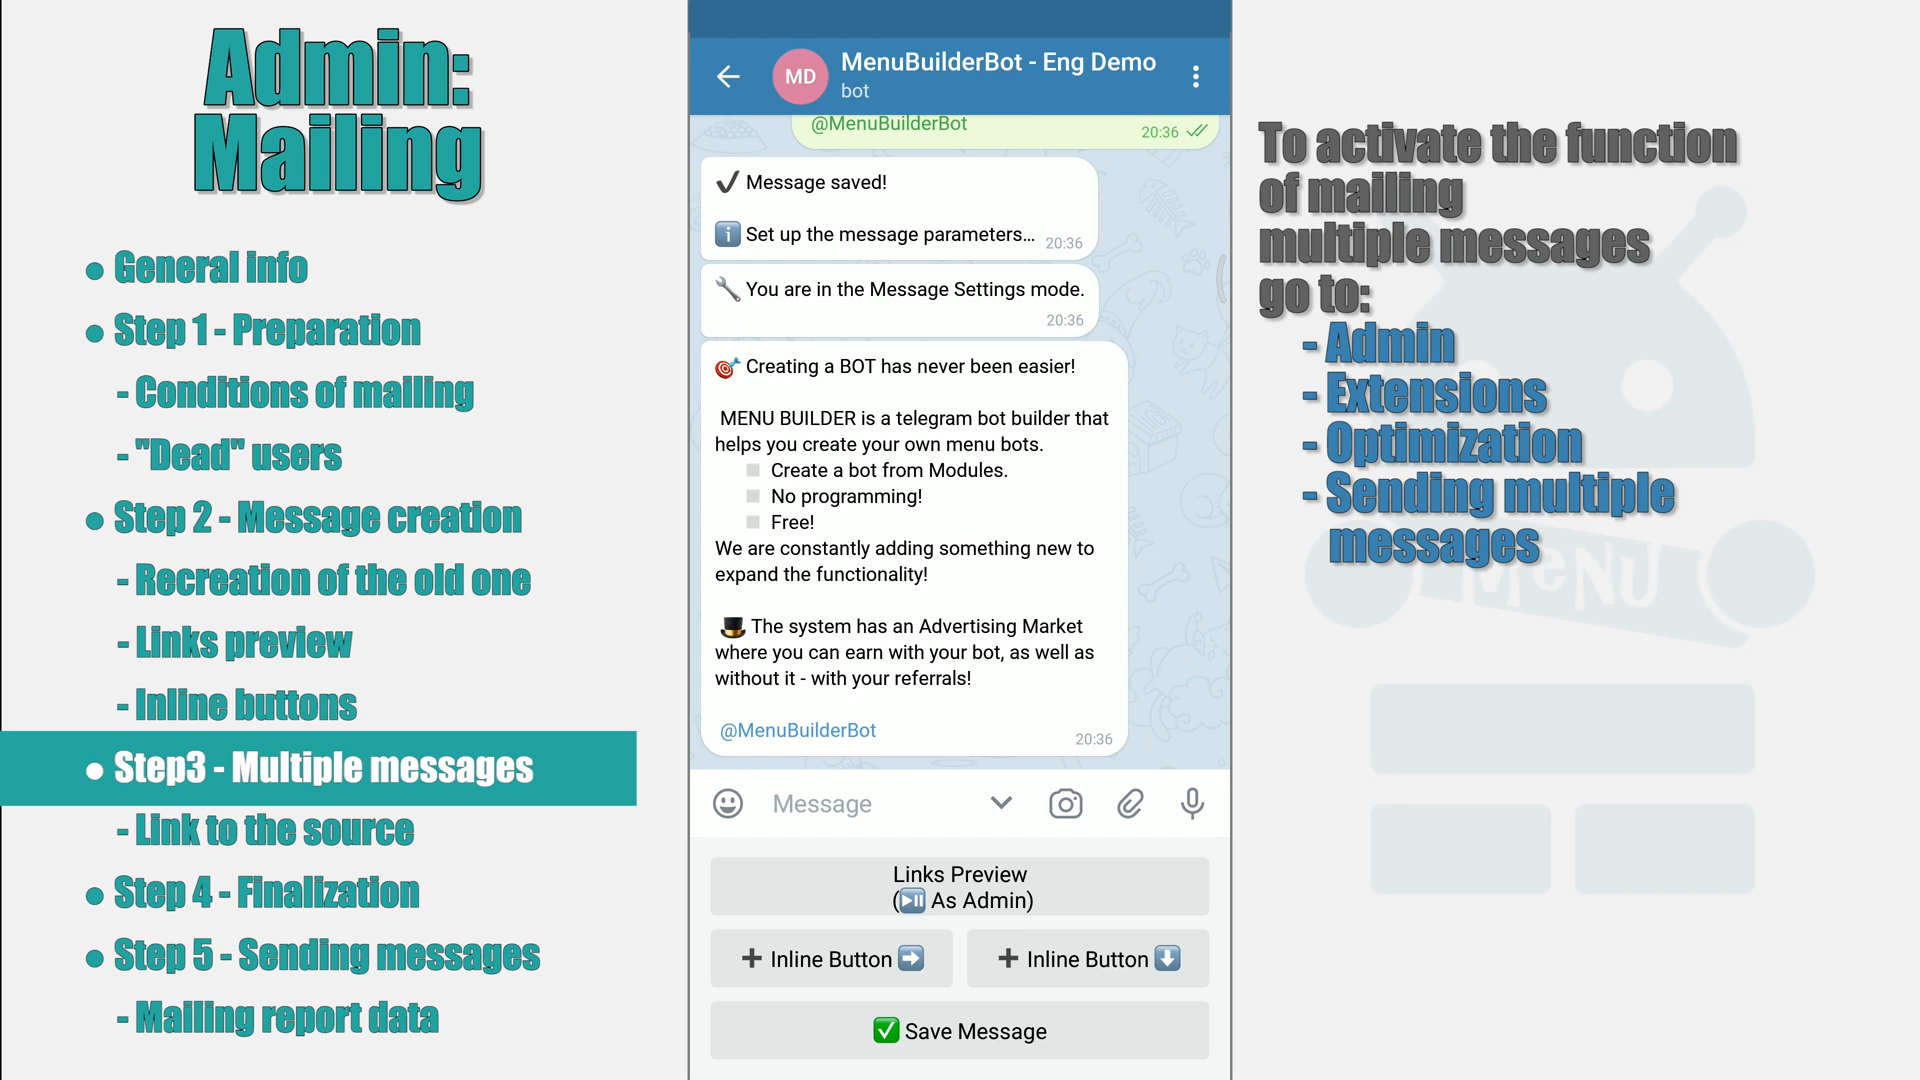 Admin:
Mailing
● General info
● Step 1 - Preparation
- Conditions of mailing
- "Dead" users
● Step 2 - Message creation
- Recreation of the old one
- Links preview
- Inline buttons
● Step3 - Multiple messages
- Link to the source
● Step 4 - Finalization
● Step 5 - Sending messages
- Mailing report data
MD
MenuBuilderBot - Eng Demo
bot
@MenuBuilderBot
20:36
✔ Message saved!
ℹ Set up the message parameters...
20:36
🔧 You are in the Message Settings mode.
20:36
🎯 Creating a BOT has never been easier!
MENU BUILDER is a telegram bot builder that
helps you create your own menu bots.
◽ Create a bot from Modules.
◽ No programming!
◽ Free!
We are constantly adding something new to
expand the functionality!
🎩 The system has an Advertising Market
where you can earn with your bot, as well as
without it - with your referrals!
@MenuBuilderBot
20:36
Message
Links Preview
(⏯ As Admin)
➕ Inline Button ➡
➕ Inline Button ⬇
✅ Save Message
To activate the function
of mailing
multiple messages
go to:
- Admin
- Extensions
- Optimization
- Sending multiple
messages
MeNU